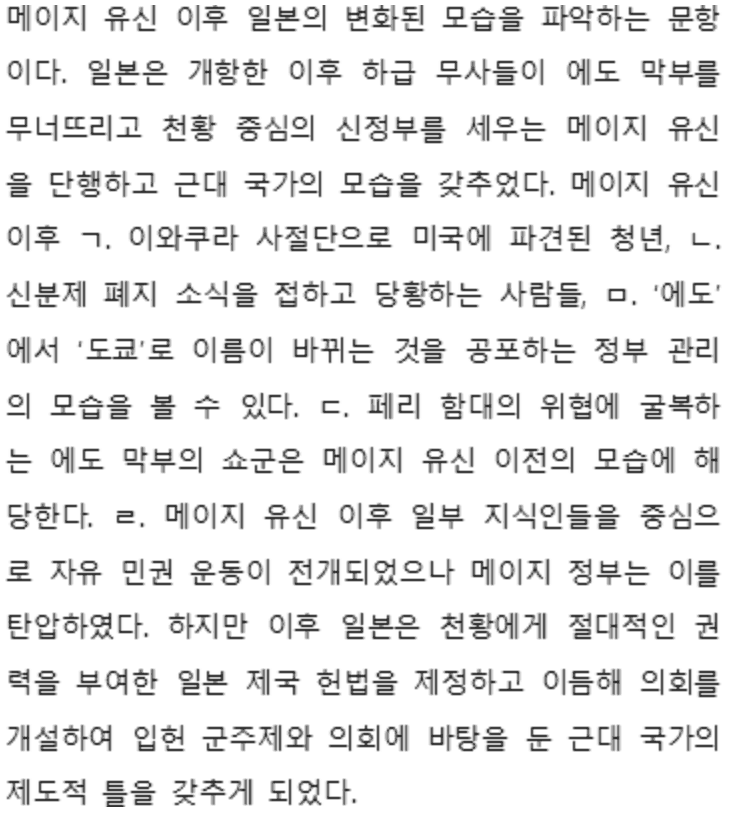 메이지 유신 이후 일본의 변화된 모습을 파악하는 문항
이다. 일본은 개항한 이후 하급 무사들이 에도 막부를
무너뜨리고 천황 중심의 신정부를 세우는 메이지 유신
을 단행하고 근대 국가의 모습을 갖추었다. 메이지 유신
이후 ㄱ. 이와쿠라 사절단으로 미국에 파견된 청년, ㄴ.
신분제 폐지 소식을 접하고 당황하는 사람들, ㅁ. ‘에도’
에서 ‘도쿄’로 이름이 바뀌는 것을 공포하는 정부 관리
의 모습을 볼 수 있다. ㄷ. 페리 함대의 위협에 굴복하
는 에도 막부의 쇼군은 메이지 유신 이전의 모습에 해
당한다. ㄹ. 메이지 유신 이후 일부 지식인들을 중심으
로 자유 민권 운동이 전개되었으나 메이지 정부는 이를
탄압하였다. 하지만 이후 일본은 천황에게 절대적인 권
력을 부여한 일본 제국 헌법을 제정하고 이듬해 의회를
개설하여 입헌 군주제와 의회에 바탕을 둔 근대 국가의
제도적 틀을 갖추게 되었다.